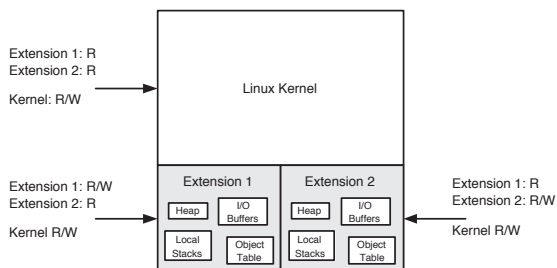 Extension 1: R
Extension 2: R
Kernel: R/W
Linux Kernel
Extension 1: R/W
Extension 2: R
Kernel R/W
Extension 1
Heap
I/O
Buffers
Local
Stacks
Object
Table
Extension 2
Heap
I/O
Buffers
Local
Stacks
Object
Table
Extension 1: R
Extension 2: R/W
Kernel R/W